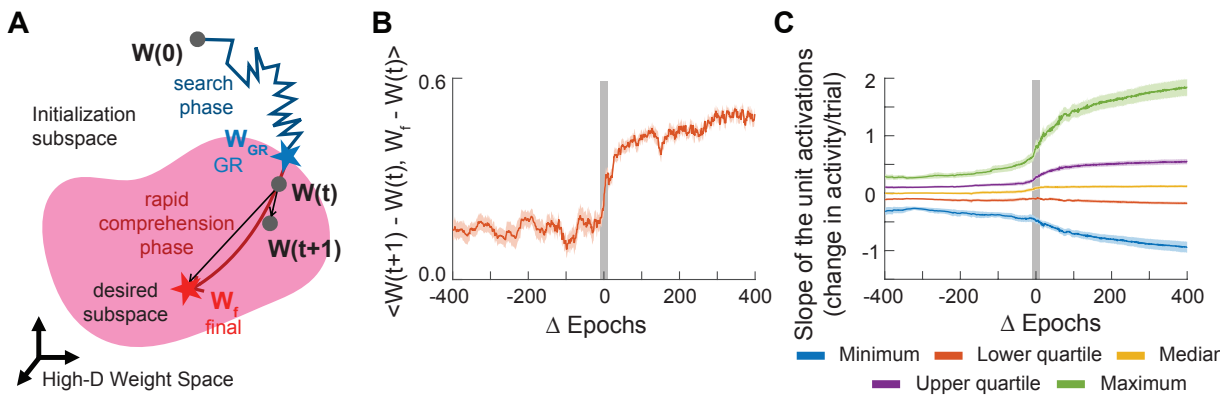 A
W(0)
search
phase
Initialization
subspace
W_GR
GR
W(t)
rapid
comprehension
phase
W(t+1)
desired
subspace
W_f
final
High-D Weight Space
B
<W(t+1) - W(t), W_f - W(t)>
0.6
0.0
-400
-200
0
200
400
Δ Epochs
C
Slope of the unit activations
(change in activity/trial)
2
1
0
-1
-400
-200
0
200
400
Δ Epochs
Minimum
Lower quartile
Median
Upper quartile
Maximum